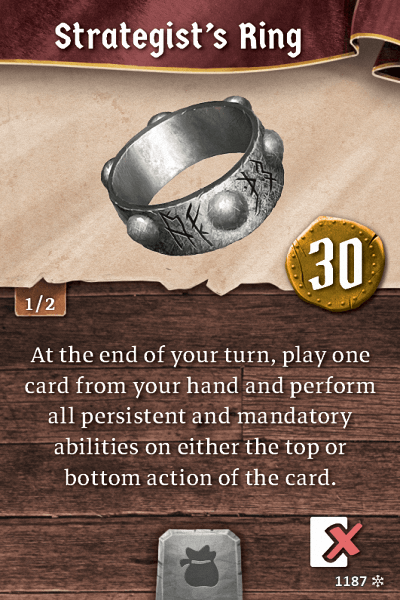 Strategist's Ring
30
1/2
At the end of your turn, play one
card from your hand and perform
all persistent and mandatory
abilities on either the top or
bottom action of the card.
1187